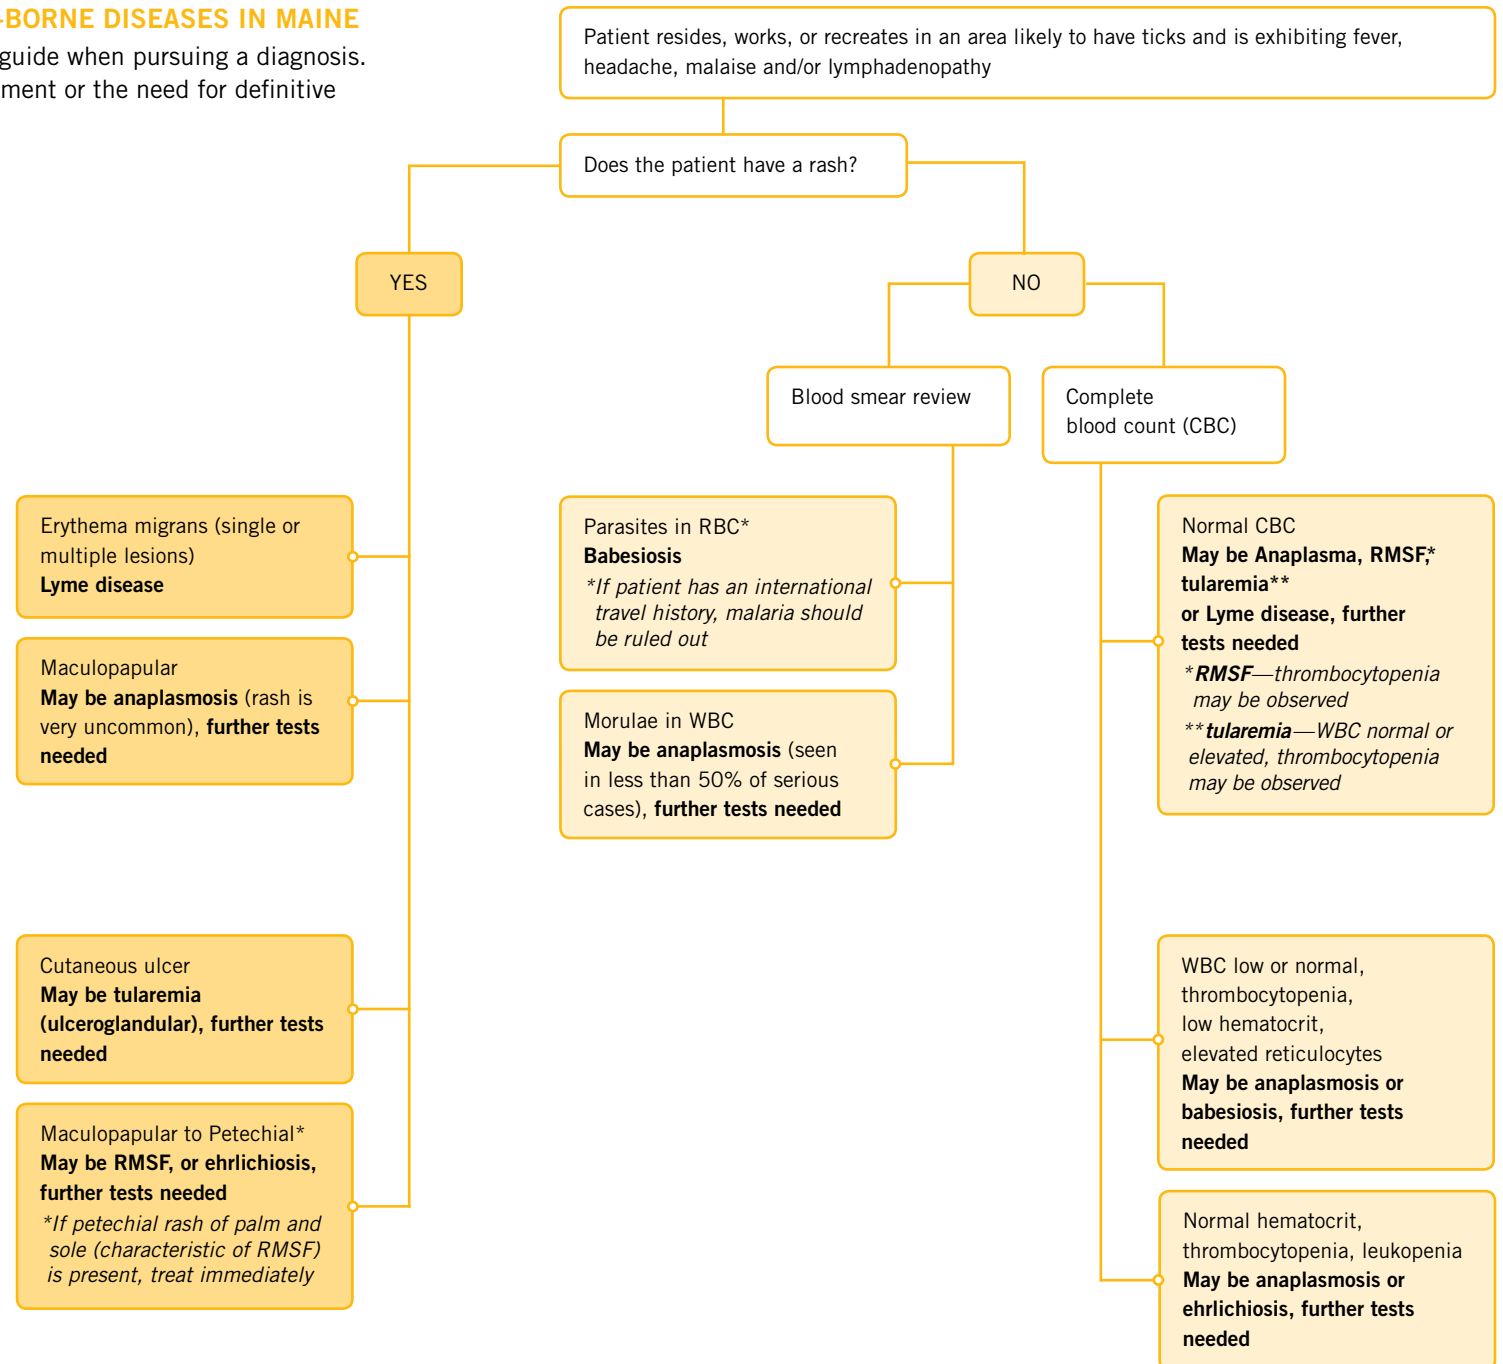 -BORNE DISEASES IN MAINE
guide when pursuing a diagnosis.
ment or the need for definitive
Patient resides, works, or recreates in an area likely to have ticks and is exhibiting fever,
headache, malaise and/or lymphadenopathy
Does the patient have a rash?
YES
NO
Blood smear review
Complete
blood count (CBC)
Erythema migrans (single or
multiple lesions)
Lyme disease
Maculopapular
May be anaplasmosis (rash is
very uncommon), further tests
needed
Cutaneous ulcer
May be tularemia
(ulceroglandular), further tests
needed
Maculopapular to Petechial*
May be RMSF, or ehrlichiosis,
further tests needed
*If petechial rash of palm and
sole (characteristic of RMSF)
is present, treat immediately
Parasites in RBC*
Babesiosis
*If patient has an international
travel history, malaria should
be ruled out
Morulae in WBC
May be anaplasmosis (seen
in less than 50% of serious
cases), further tests needed
Normal CBC
May be Anaplasma, RMSF,*
tularemia**
or Lyme disease, further
tests needed
*RMSF—thrombocytopenia
may be observed
**tularemia—WBC normal or
elevated, thrombocytopenia
may be observed
WBC low or normal,
thrombocytopenia,
low hematocrit,
elevated reticulocytes
May be anaplasmosis or
babesiosis, further tests
needed
Normal hematocrit,
thrombocytopenia, leukopenia
May be anaplasmosis or
ehrlichiosis, further tests
needed